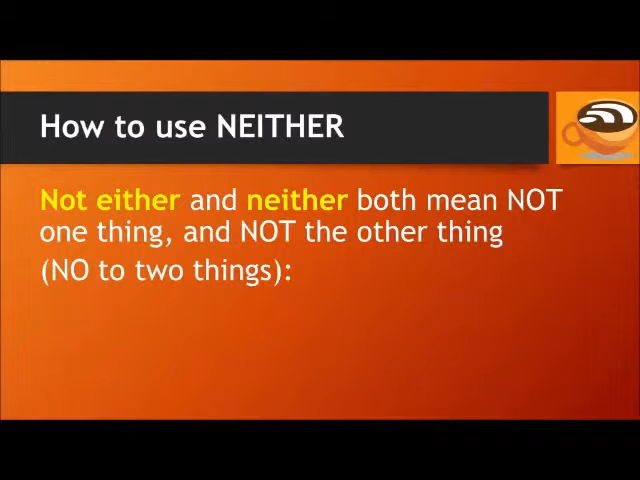 How to use NEITHER
Not either and neither both mean NOT
one thing, and NOT the other thing
(NO to two things):